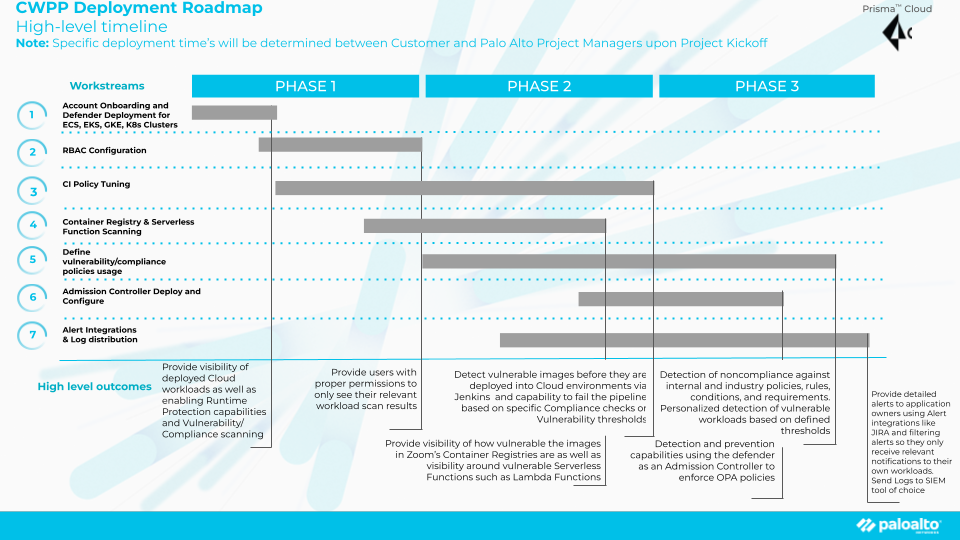 CWPP Deployment Roadmap
High-level timeline
Note: Specific deployment time's will be determined between Customer and Palo Alto Project Managers upon Project Kickoff
Prisma™ Cloud
Workstreams
PHASE 1
PHASE 2
PHASE 3
1
Account Onboarding and
Defender Deployment for
ECS, EKS, GKE, K8s Clusters
2
RBAC Configuration
3
CI Policy Tuning
4
Container Registry & Serverless
Function Scanning
5
Define
vulnerability/compliance
policies usage
6
Admission Controller Deploy and
Configure
7
Alert Integrations
& Log distribution
High level outcomes
Provide visibility of
deployed Cloud
workloads as well as
enabling Runtime
Protection capabilities
and Vulnerability/
Compliance scanning
Provide users with
proper permissions to
only see their relevant
workload scan results
Detect vulnerable images before they are
deployed into Cloud environments via
Jenkins and capability to fail the pipeline
based on specific Compliance checks or
Vulnerability thresholds
Provide visibility of how vulnerable the images
in Zoom's Container Registries are as well as
visibility around vulnerable Serverless
Functions such as Lambda Functions
Detection of noncompliance against
internal and industry policies, rules,
conditions, and requirements.
Personalized detection of vulnerable
workloads based on defined
thresholds
Detection and prevention
capabilities using the defender
as an Admission Controller to
enforce OPA policies
Provide detailed
alerts to application
owners using Alert
integrations like
JIRA and filtering
alerts so they only
receive relevant
notifications to their
own workloads.
Send Logs to SIEM
tool of choice
paloalto
NETWORKS